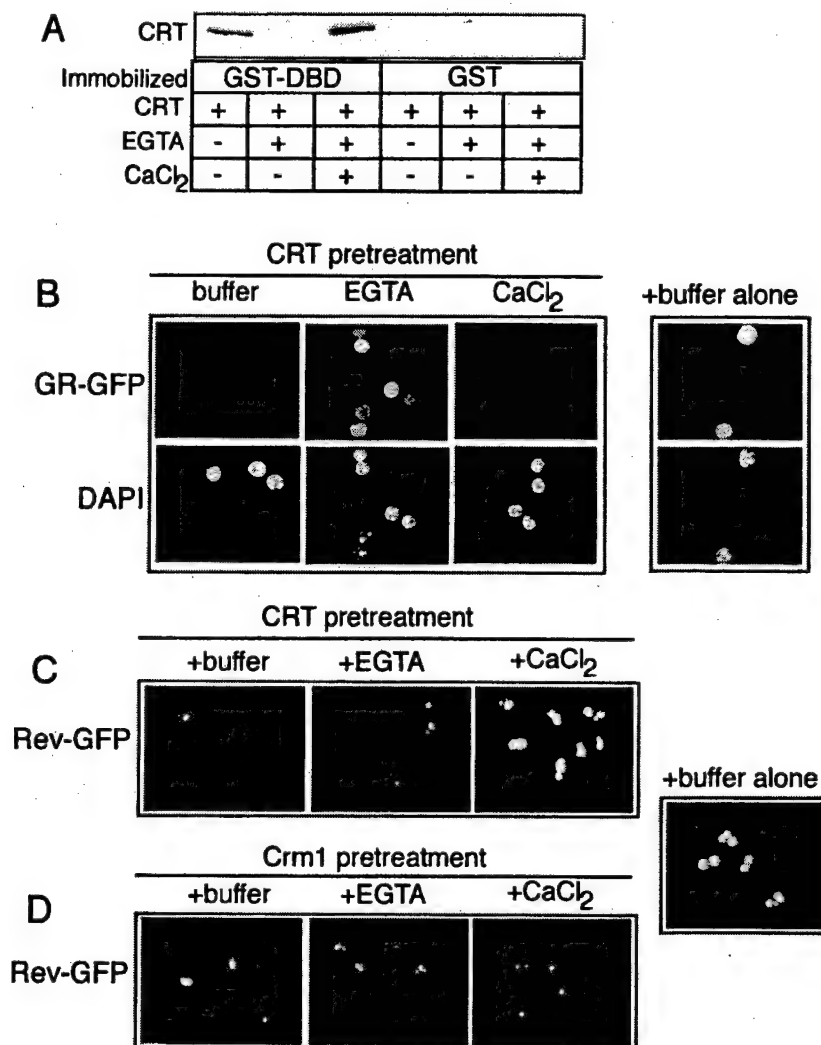 A
CRT
Immobilized GST-DBD GST
CRT + + + + + +
EGTA - + + - + +
CaCl2 - - + - - +
CRT pretreatment
B
buffer EGTA CaCl2 +buffer alone
GR-GFP
DAPI
CRT pretreatment
C
+buffer +EGTA +CaCl2
Rev-GFP
+buffer alone
Crm1 pretreatment
D
+buffer +EGTA +CaCl2
Rev-GFP